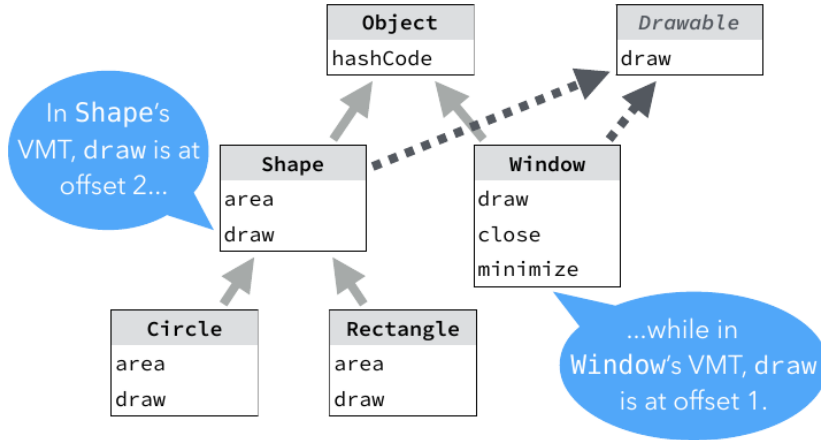 Object
hashCode
Drawable
draw
In Shape's
VMT, draw is at
offset 2...
Shape
area
draw
Window
draw
close
minimize
Circle
area
draw
Rectangle
area
draw
...while in
Window's VMT, draw
is at offset 1.